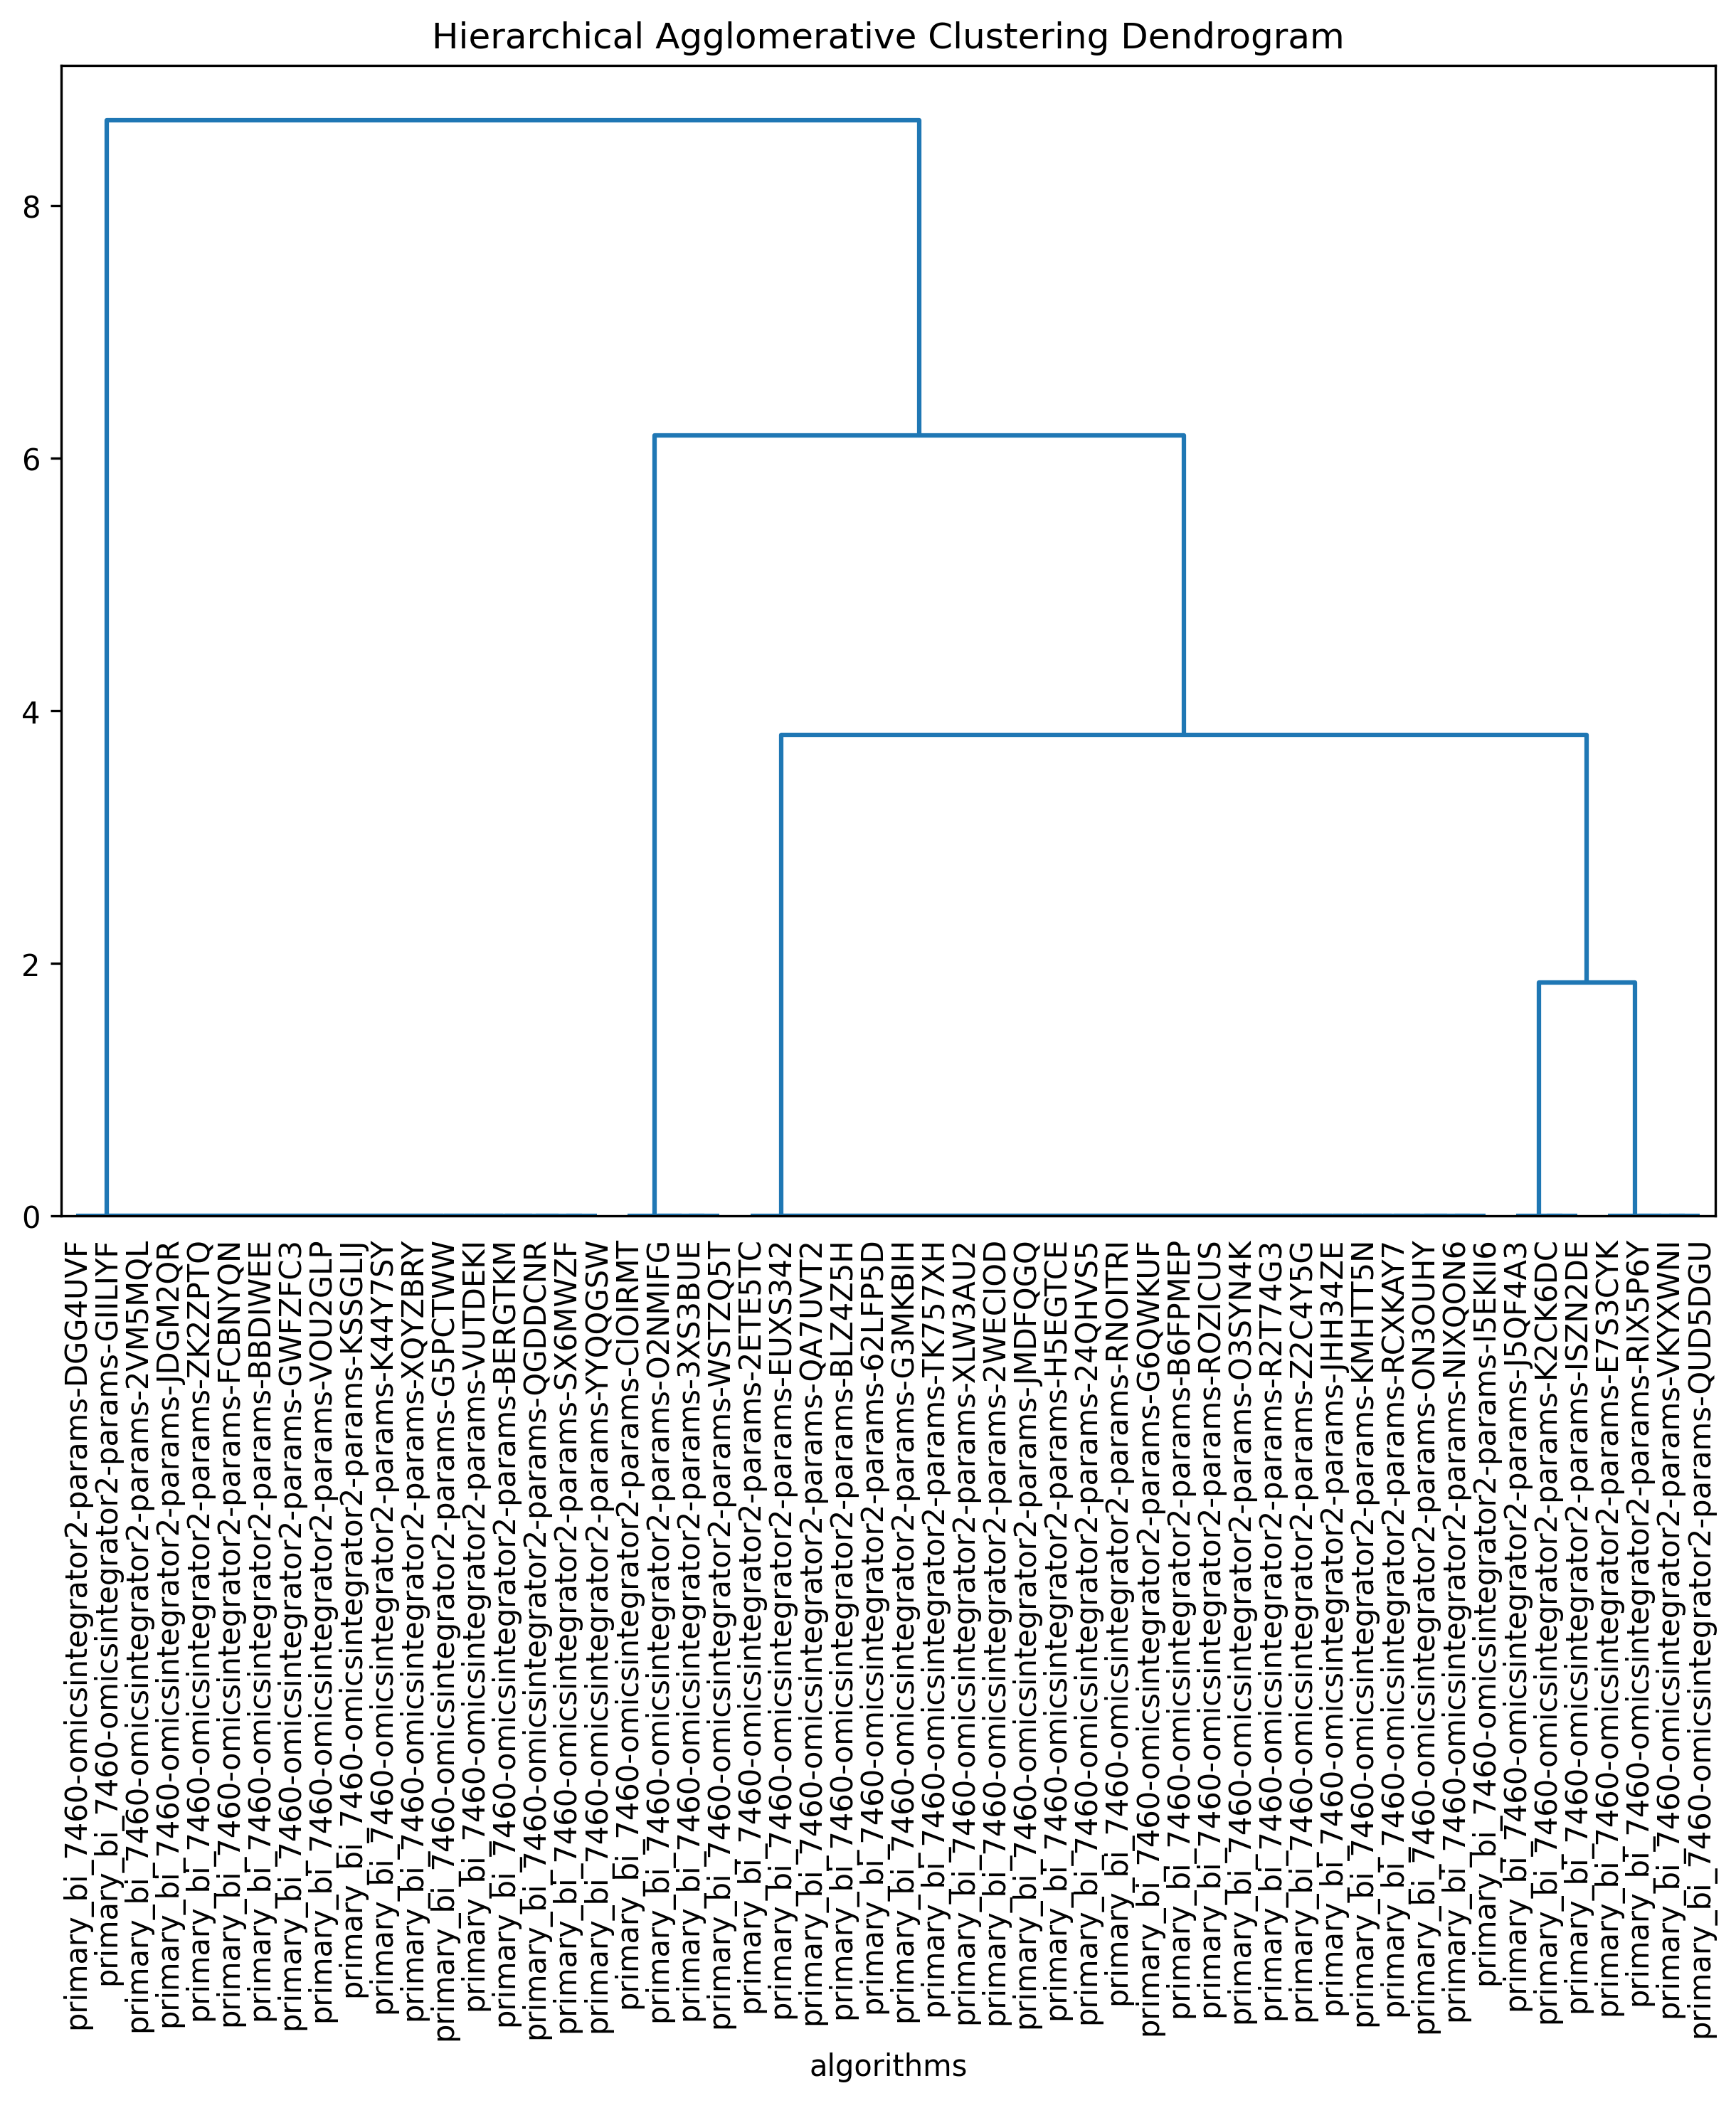 Hierarchical Agglomerative Clustering Dendrogram
8
6
4
2
0
primary_bi_7460-omicsintegrator2-params-DGG4UVF
primary_bi_7460-omicsintegrator2-params-GIILIYF
primary_bi_7460-omicsintegrator2-params-2VM5MQL
primary_bi_7460-omicsintegrator2-params-JDGM2QR
primary_bi_7460-omicsintegrator2-params-ZK2ZPTQ
primary_bi_7460-omicsintegrator2-params-FCBNYQN
primary_bi_7460-omicsintegrator2-params-BBDIWEE
primary_bi_7460-omicsintegrator2-params-GWFZFC3
primary_bi_7460-omicsintegrator2-params-VOU2GLP
primary_bi_7460-omicsintegrator2-params-KSSGLIJ
primary_bi_7460-omicsintegrator2-params-K44Y7SY
primary_bi_7460-omicsintegrator2-params-XQYZBRY
primary_bi_7460-omicsintegrator2-params-G5PCTWW
primary_bi_7460-omicsintegrator2-params-VUTDEKI
primary_bi_7460-omicsintegrator2-params-BERGTKM
primary_bi_7460-omicsintegrator2-params-QGDDCNR
primary_bi_7460-omicsintegrator2-params-SX6MWZF
primary_bi_7460-omicsintegrator2-params-YYQQGSW
primary_bi_7460-omicsintegrator2-params-CIOIRMT
primary_bi_7460-omicsintegrator2-params-O2NMIFG
primary_bi_7460-omicsintegrator2-params-3XS3BUE
primary_bi_7460-omicsintegrator2-params-WSTZQ5T
primary_bi_7460-omicsintegrator2-params-2ETE5TC
primary_bi_7460-omicsintegrator2-params-EUXS342
primary_bi_7460-omicsintegrator2-params-QA7UVT2
primary_bi_7460-omicsintegrator2-params-BLZ4Z5H
primary_bi_7460-omicsintegrator2-params-62LFP5D
primary_bi_7460-omicsintegrator2-params-G3MKBIH
primary_bi_7460-omicsintegrator2-params-TK757XH
primary_bi_7460-omicsintegrator2-params-XLW3AU2
primary_bi_7460-omicsintegrator2-params-2WECIOD
primary_bi_7460-omicsintegrator2-params-JMDFQGQ
primary_bi_7460-omicsintegrator2-params-H5EGTCE
primary_bi_7460-omicsintegrator2-params-24QHVS5
primary_bi_7460-omicsintegrator2-params-RNOITRI
primary_bi_7460-omicsintegrator2-params-G6QWKUF
primary_bi_7460-omicsintegrator2-params-B6FPMEP
primary_bi_7460-omicsintegrator2-params-ROZICUS
primary_bi_7460-omicsintegrator2-params-O3SYN4K
primary_bi_7460-omicsintegrator2-params-R2T74G3
primary_bi_7460-omicsintegrator2-params-Z2C4Y5G
primary_bi_7460-omicsintegrator2-params-JHH34ZE
primary_bi_7460-omicsintegrator2-params-KMHTT5N
primary_bi_7460-omicsintegrator2-params-RCXKAY7
primary_bi_7460-omicsintegrator2-params-ON3OUHY
primary_bi_7460-omicsintegrator2-params-NIXQON6
primary_bi_7460-omicsintegrator2-params-I5EKII6
primary_bi_7460-omicsintegrator2-params-J5QF4A3
primary_bi_7460-omicsintegrator2-params-K2CK6DC
primary_bi_7460-omicsintegrator2-params-ISZN2DE
primary_bi_7460-omicsintegrator2-params-E7S3CYK
primary_bi_7460-omicsintegrator2-params-RIX5P6Y
primary_bi_7460-omicsintegrator2-params-VKYXWNI
primary_bi_7460-omicsintegrator2-params-QUD5DGU
algorithms